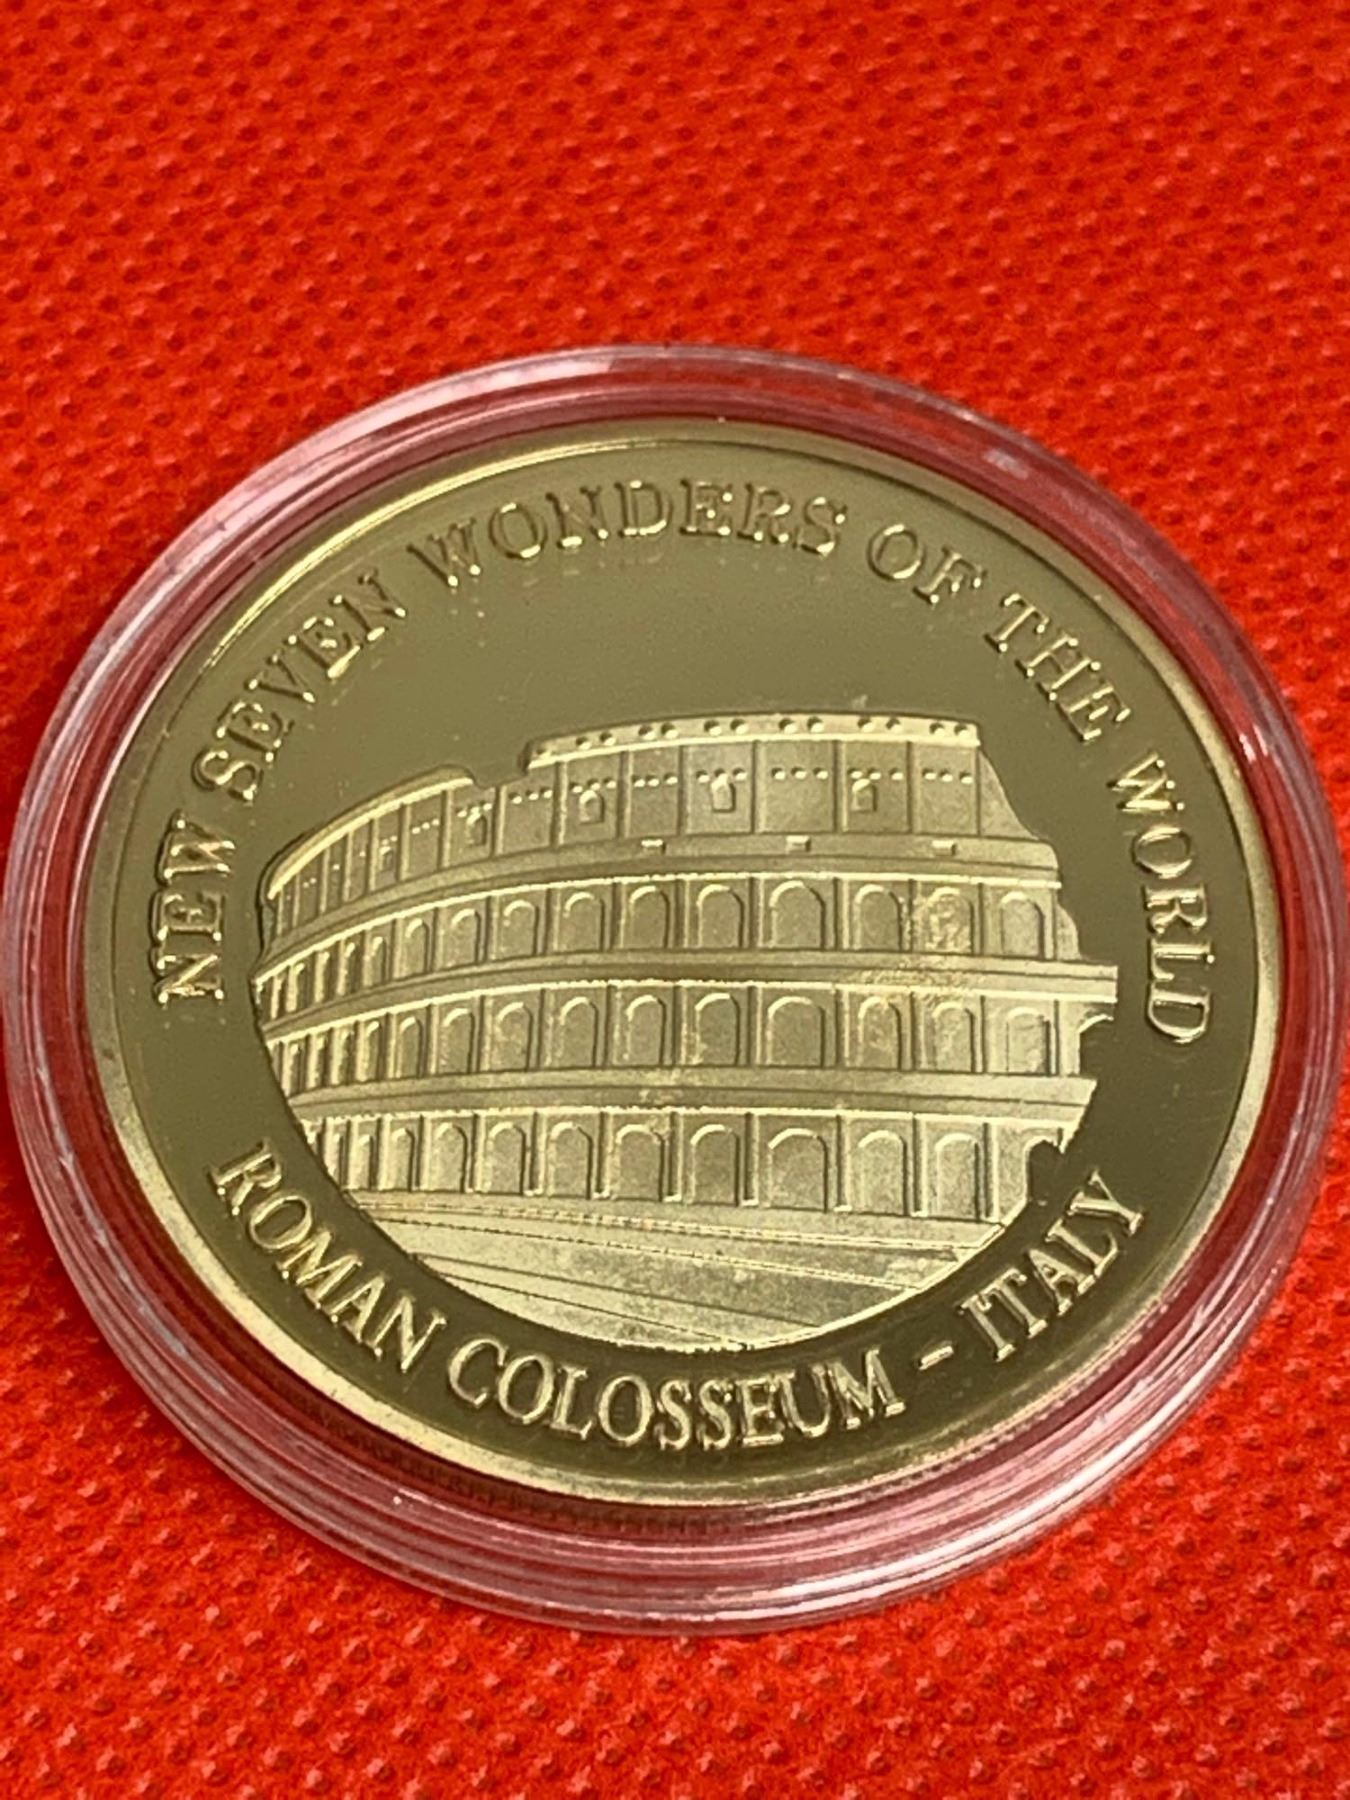 NEW SEVEN WONDERS OF THE WORLD
ROMAN COLOSSEUM - ITALY